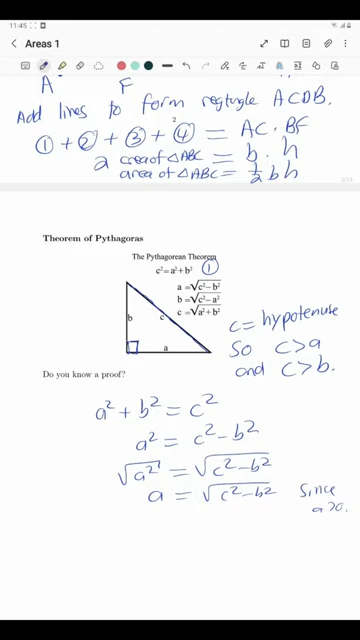 11:45
Areas 1
A F
Add lines to form regtangle ACDB.
① + ② + ③ + ④ = AC . BF
2 area of △ABC = b . h
area of △ABC = 1/2 b h
Theorem of Pythagoras
The Pythagorean Theorem
c² = a² + b² ①
a = √c² – b²
b = √c² – a²
c = √a² + b²
b
c
a
c = hypotenuse
So c > a
and c > b.
Do you know a proof?
a² + b² = c²
a² = c² – b²
√a² = √c² – b²
a = √c² – b² Since
a > 0.